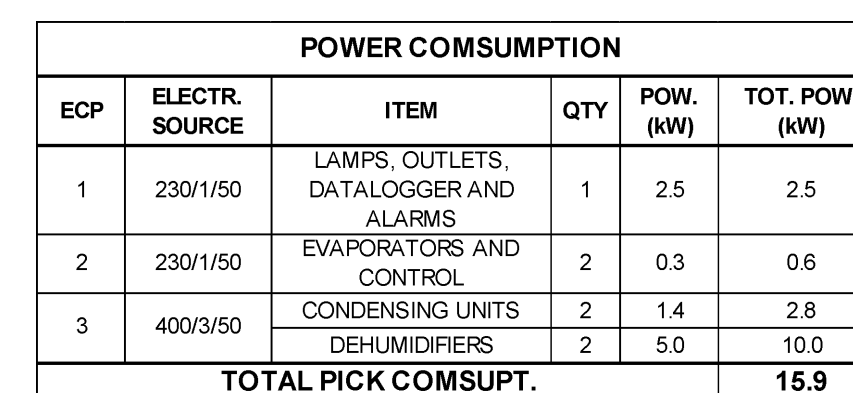 POWER COMSUMPTION
ECP ELECTR. SOURCE ITEM QTY POW. (kW) TOT. POW (kW)
1 230/1/50 LAMPS, OUTLETS, DATALOGGER AND ALARMS 1 2.5 2.5
2 230/1/50 EVAPORATORS AND CONTROL 2 0.3 0.6
3 400/3/50 CONDENSING UNITS 2 1.4 2.8
DEHUMIDIFIERS 2 5.0 10.0
TOTAL PICK COMSUPT. 15.9